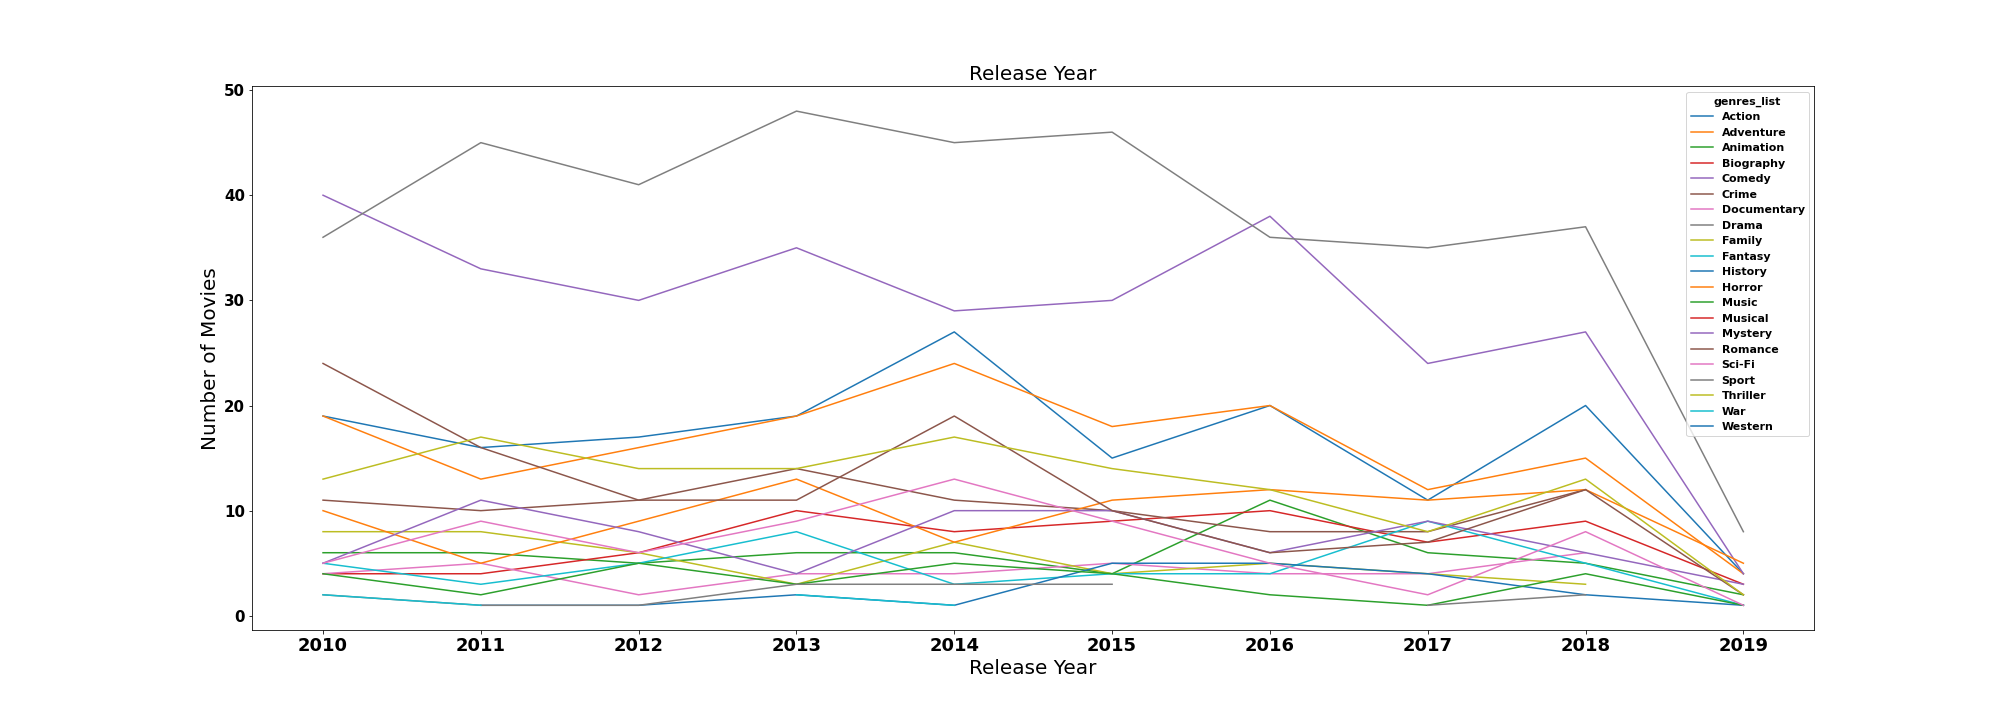 Release Year
50
40
30
20
10
0
Number of Movies
genres_list
Action
Adventure
Animation
Biography
Comedy
Crime
Documentary
Drama
Family
Fantasy
History
Horror
Music
Musical
Mystery
Romance
Sci-Fi
Sport
Thriller
War
Western
2010 2011 2012 2013 2014 2015 2016 2017 2018 2019
Release Year